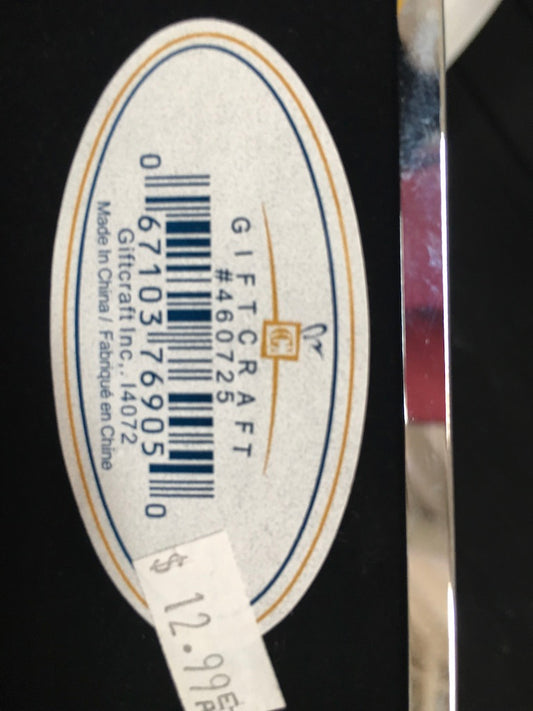 GIFTCRAFT
#460725
0 67103 76905 0
Giftcraft Inc,. 14072
Made In China / Fabriqué en Chine
$12.99